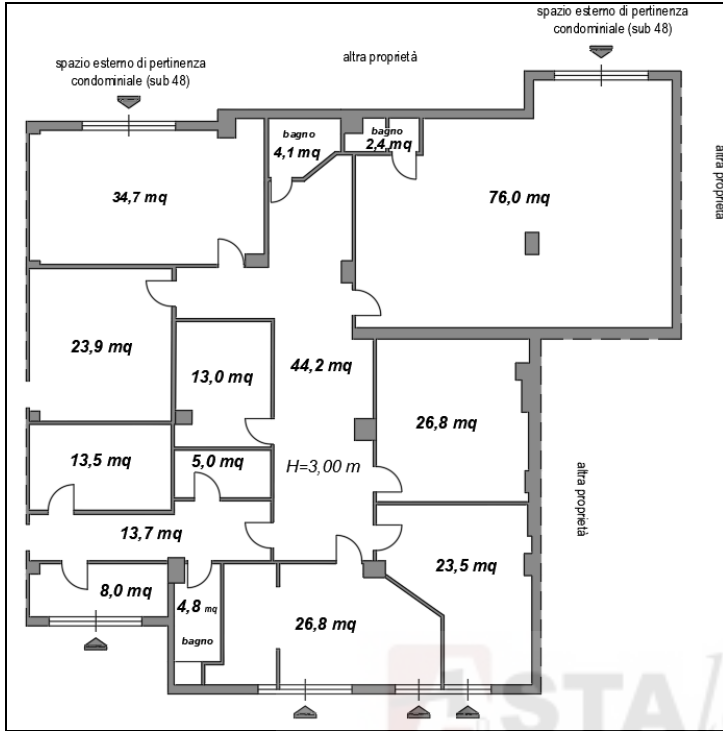 spazio esterno di pertinenza
condominiale (sub 48)
altra proprietà
spazio esterno di pertinenza
condominiale (sub 48)
bagno
4,1 mq
bagno
2,4 mq
34,7 mq
76,0 mq
altra proprietà
23,9 mq
13,0 mq
44,2 mq
26,8 mq
13,5 mq
5,0 mq
H=3,00 m
altra proprietà
13,7 mq
23,5 mq
8,0 mq
4,8 mq
bagno
26,8 mq
STA